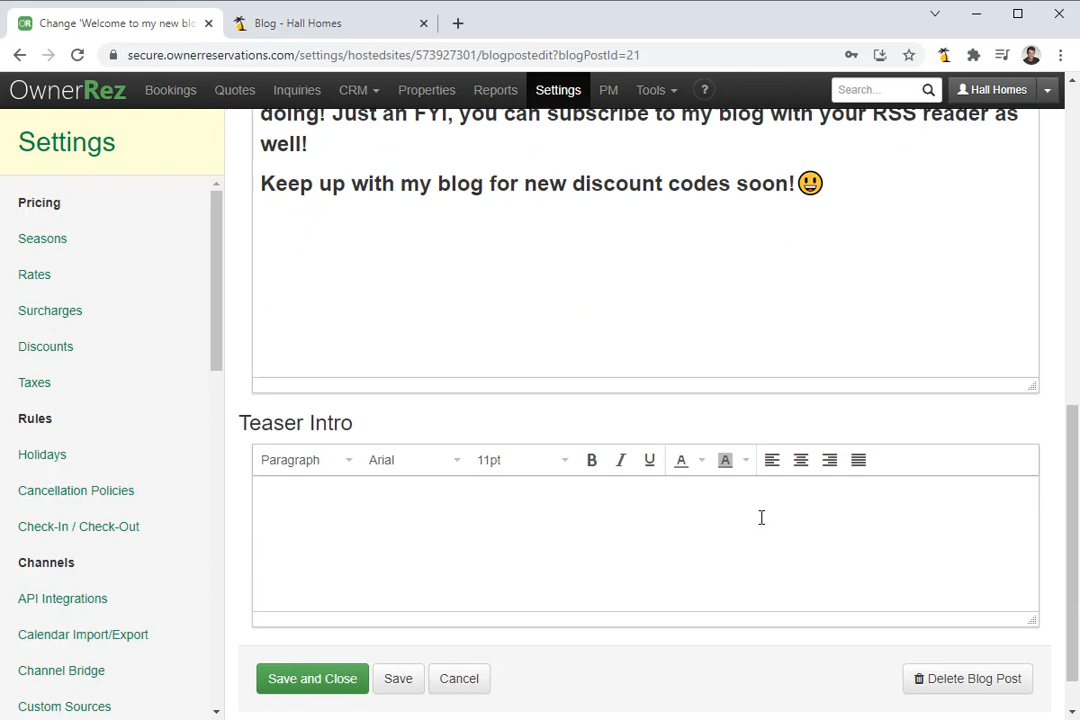 Change 'Welcome to my new blo
Blog - Hall Homes
secure.ownerreservations.com/settings/hostedsites/573927301/blogpostedit?blogPostId=21
OwnerRez
Bookings
Quotes
Inquiries
CRM
Properties
Reports
Settings
PM
Tools
?
Search...
Hall Homes
Settings
Pricing
Seasons
Rates
Surcharges
Discounts
Taxes
Rules
Holidays
Cancellation Policies
Check-In / Check-Out
Channels
API Integrations
Calendar Import/Export
Channel Bridge
Custom Sources
doing! Just an FYI, you can subscribe to my blog with your RSS reader as
well!
Keep up with my blog for new discount codes soon!😃
Teaser Intro
Paragraph
Arial
11pt
B
I
U
A
A
Save and Close
Save
Cancel
Delete Blog Post